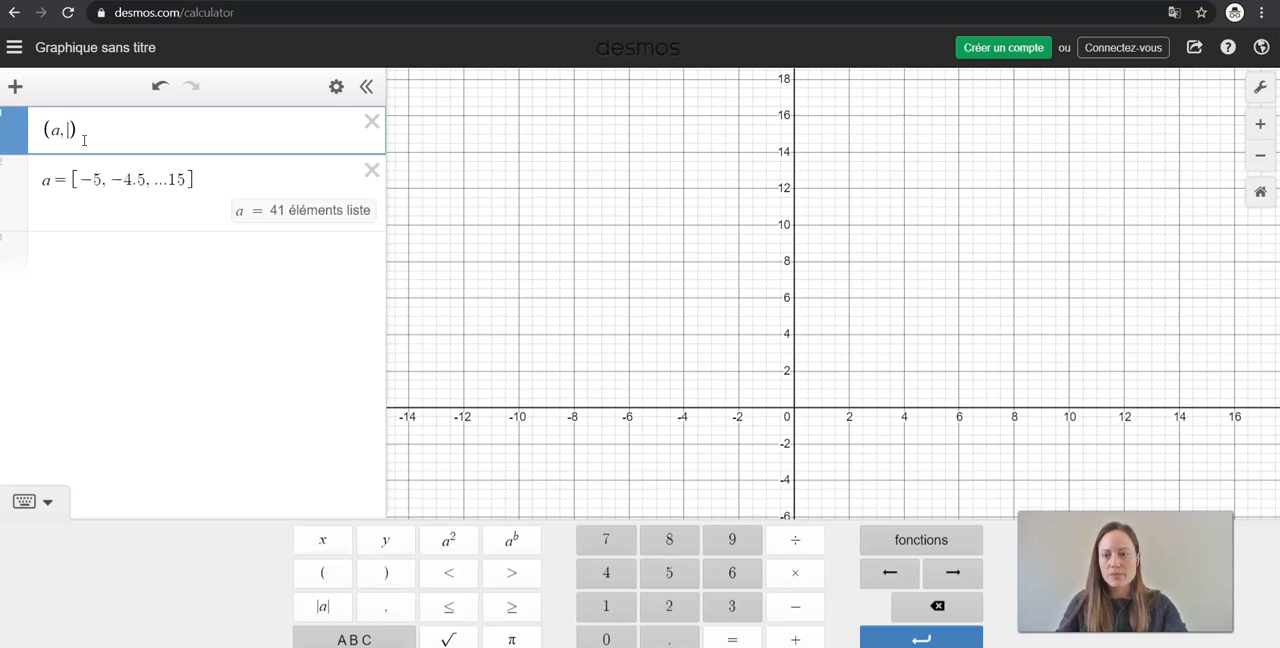 desmos.com/calculator
Graphique sans titre
desmos
Créer un compte ou Connectez-vous
(a,)
a = [−5, −4.5, ...15]
a = 41 éléments liste
1
2
3
18
16
14
12
10
8
6
4
2
-14 -12 -10 -8 -6 -4 -2 0 2 4 6 8 10 12 14 16
-2
-4
-6
x y a² aᵇ 7 8 9 ÷ fonctions
( ) < > 4 5 6 × ← →
|a| , ≤ ≥ 1 2 3 −
A B C √ π 0 . = +